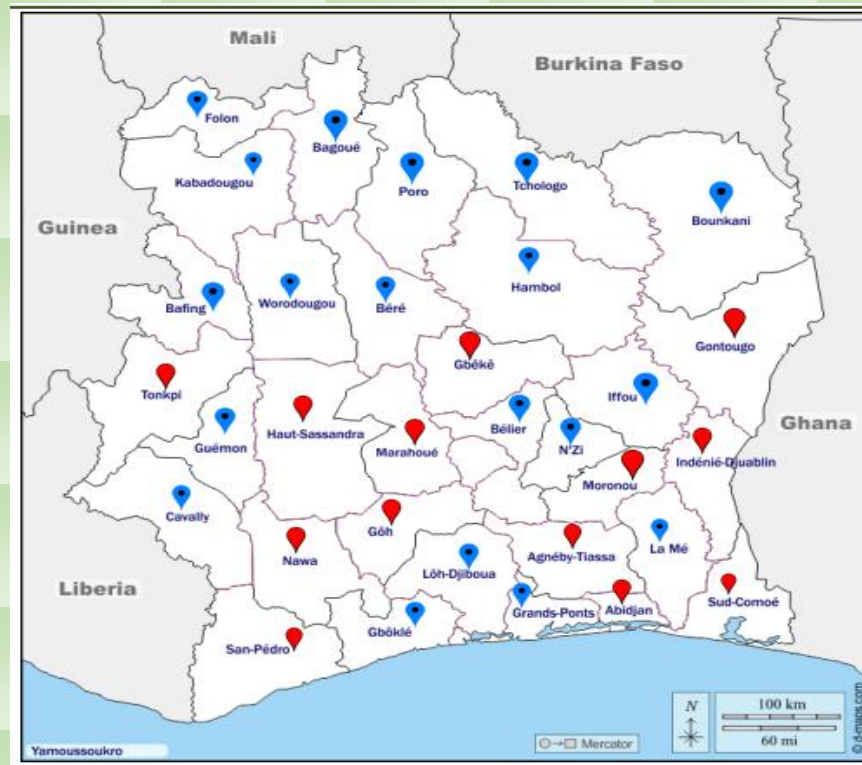 Mali
Burkina Faso
Folon
Bagoué
Kabadougou
Poro
Tchologo
Bounkani
Guinea
Bafing
Worodougou
Béré
Hambol
Gontougo
Gbêkê
Tonkpi
Iffou
Ghana
Guémon
Haut-Sassandra
Marahoué
Bélier
N'Zi
Indénié-Djuablin
Moronou
Cavally
Gôh
Nawa
Agnéby-Tiassa
La Mé
Lôh-Djiboua
Liberia
Grands-Ponts
Abidjan
Sud-Comoé
Gbôklé
San-Pédro
N
100 km
60 mi
Mercator
Yamoussoukro
© d-maps.com